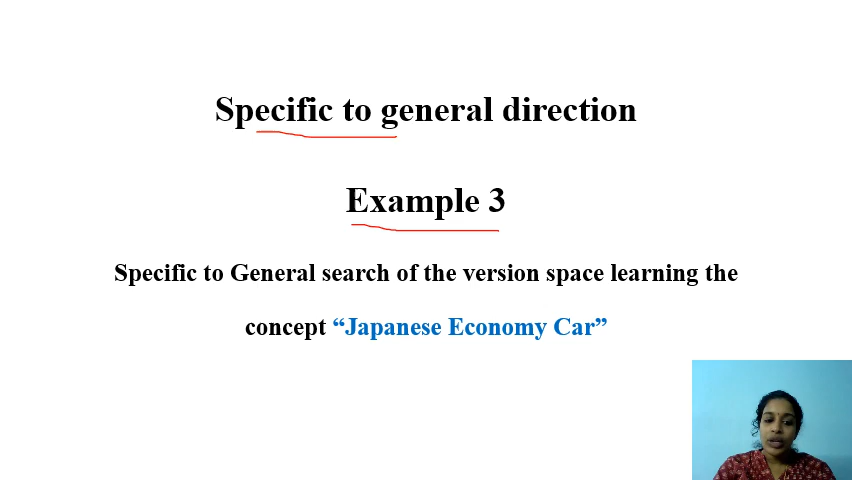 Specific to general direction
Example 3
Specific to General search of the version space learning the
concept “Japanese Economy Car”